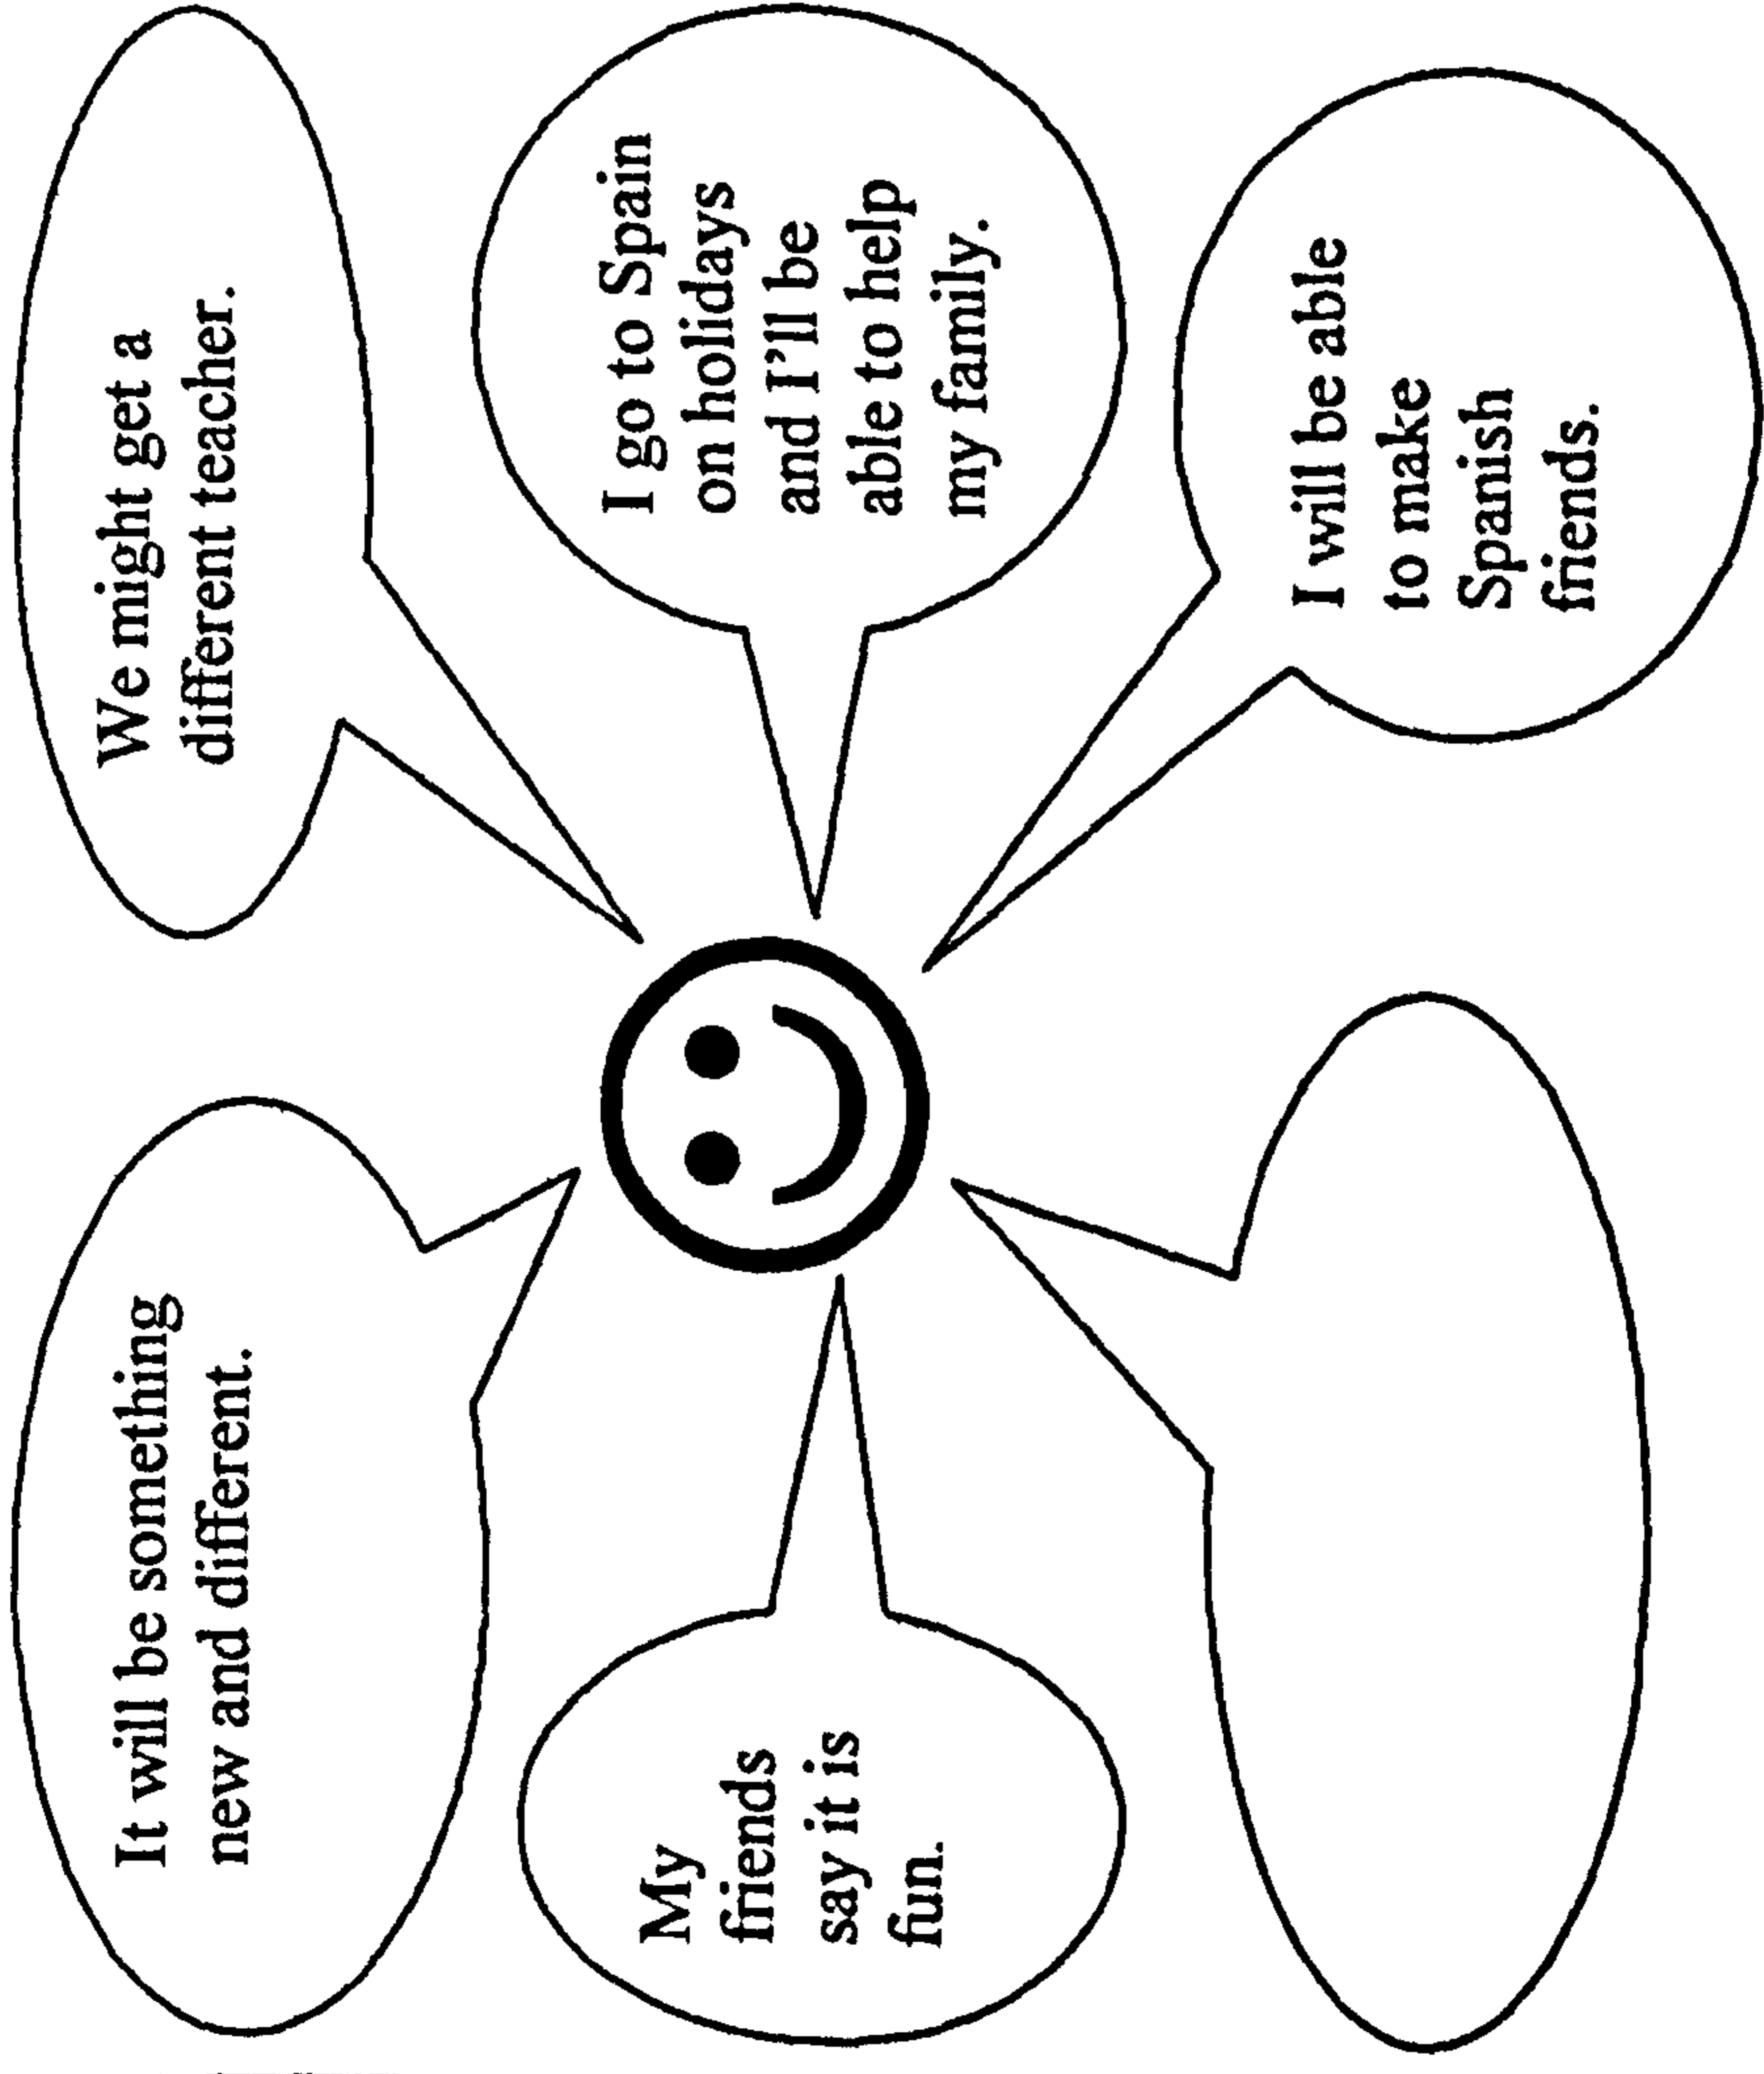 It will be something
new and different.
We might get a
different teacher.
My
friends
say it is
fun.
I go to Spain
on holidays
and I'll be
able to help
my family.
I will be able
to make
Spanish
friends.